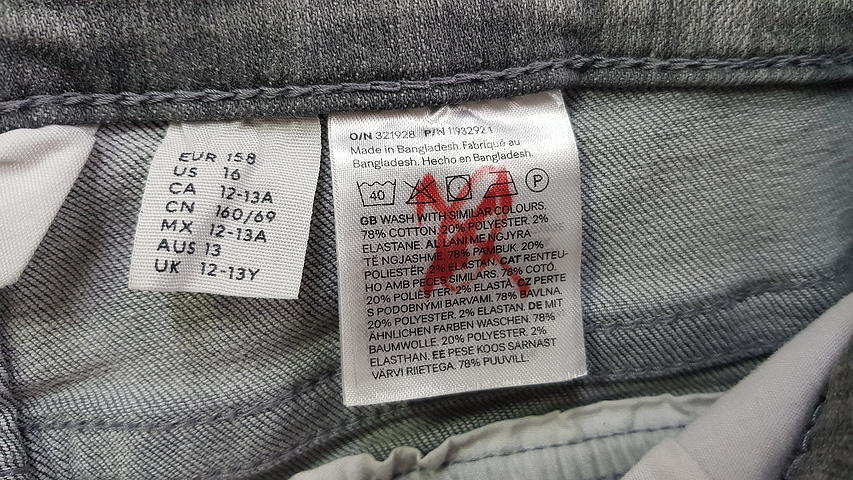 EUR 158
US 16
CA 12-13A
CN 160/69
MX 12-13A
AUS 13
UK 12-13Y
O/N 321928 P/N 1193292.1
Made in Bangladesh.Fabriqué au
Bangladesh. Hecho en Bangladesh.
40 P
GB WASH WITH SIMILAR COLOURS.
78% COTTON. 20% POLYESTER. 2%
ELASTANE. AL LANI ME NGJYRA
TË NGJASHME. 78% PAMBUK. 20%
POLIESTËR. 2% ELASTAN. CAT RENTEU-
HO AMB PECES SIMILARS. 78% COTÓ.
20% POLIÈSTER. 2% ELASTÀ. CZ PERTE
S PODOBNÝMI BARVAMI. 78% BAVLNA
20% POLYESTER. 2% ELASTAN. DE MIT
ÄHNLICHEN FARBEN WASCHEN. 78%
BAUMWOLLE. 20% POLYESTER. 2%
ELASTHAN. EE PESE KOOS SARNAST
VÄRVI RIIETEGA. 78% PUUVILL.